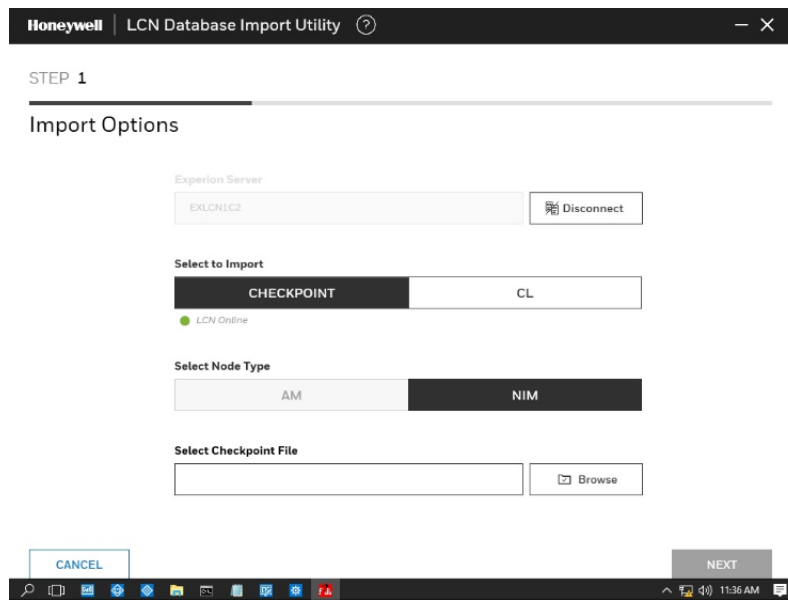 Honeywell LCN Database Import Utility ?
STEP 1
Import Options
Experion Server
EXLCN1C2 Disconnect
Select to Import
CHECKPOINT CL
LCN Online
Select Node Type
AM NIM
Select Checkpoint File
Browse
CANCEL NEXT
11:36 AM